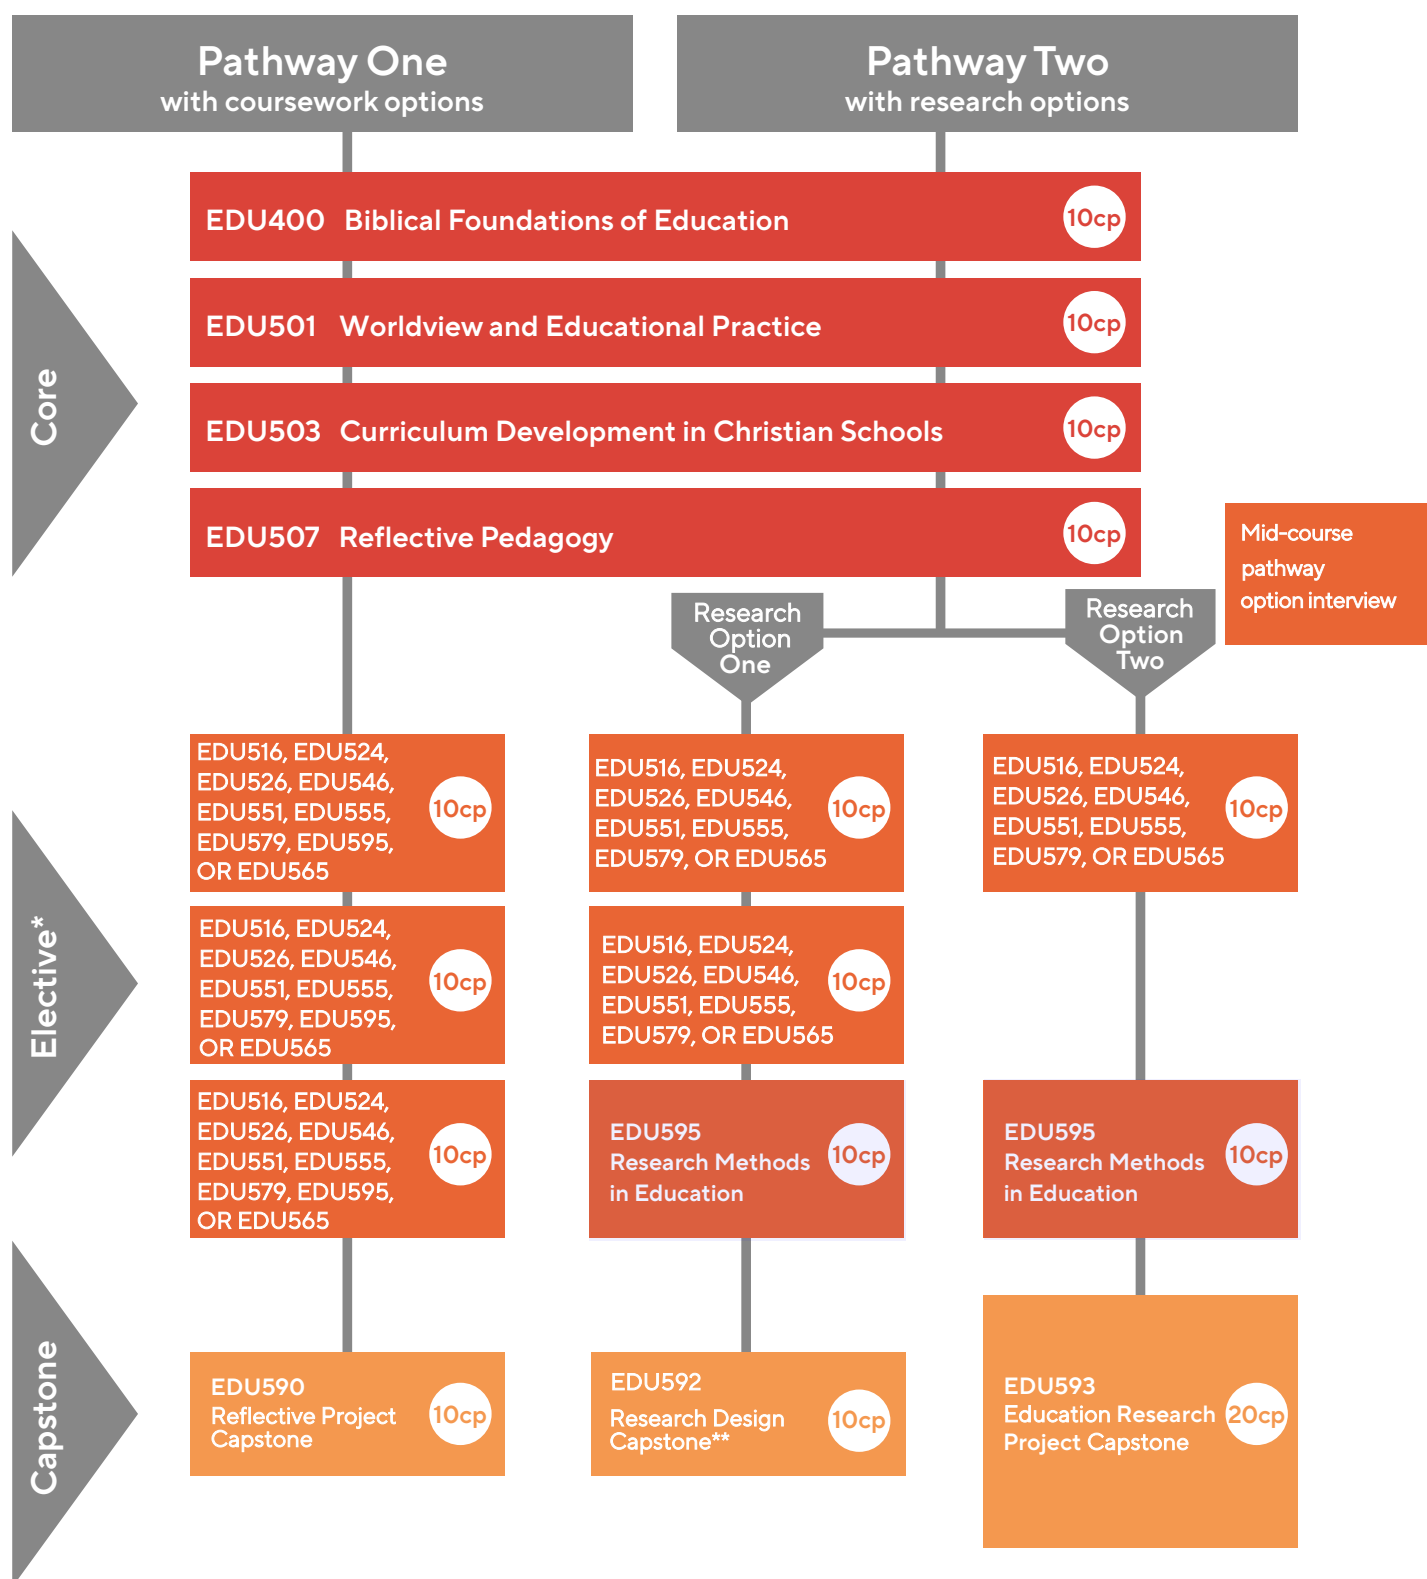 Pathway One
with coursework options
Pathway Two
with research options
Core
EDU400 Biblical Foundations of Education
10cp
EDU501 Worldview and Educational Practice
10cp
EDU503 Curriculum Development in Christian Schools
10cp
EDU507 Reflective Pedagogy
10cp
Mid-course
pathway
option interview
Research
Option
One
Research
Option
Two
Elective*
EDU516, EDU524,
EDU526, EDU546,
EDU551, EDU555,
EDU579, EDU595,
OR EDU565
10cp
EDU516, EDU524,
EDU526, EDU546,
EDU551, EDU555,
EDU579, OR EDU565
10cp
EDU516, EDU524,
EDU526, EDU546,
EDU551, EDU555,
EDU579, OR EDU565
10cp
EDU516, EDU524,
EDU526, EDU546,
EDU551, EDU555,
EDU579, EDU595,
OR EDU565
10cp
EDU516, EDU524,
EDU526, EDU546,
EDU551, EDU555,
EDU579, OR EDU565
10cp
EDU516, EDU524,
EDU526, EDU546,
EDU551, EDU555,
EDU579, EDU595,
OR EDU565
10cp
EDU595
Research Methods
in Education
10cp
EDU595
Research Methods
in Education
10cp
Capstone
EDU590
Reflective Project
Capstone
10cp
EDU592
Research Design
Capstone**
10cp
EDU593
Education Research
Project Capstone
20cp